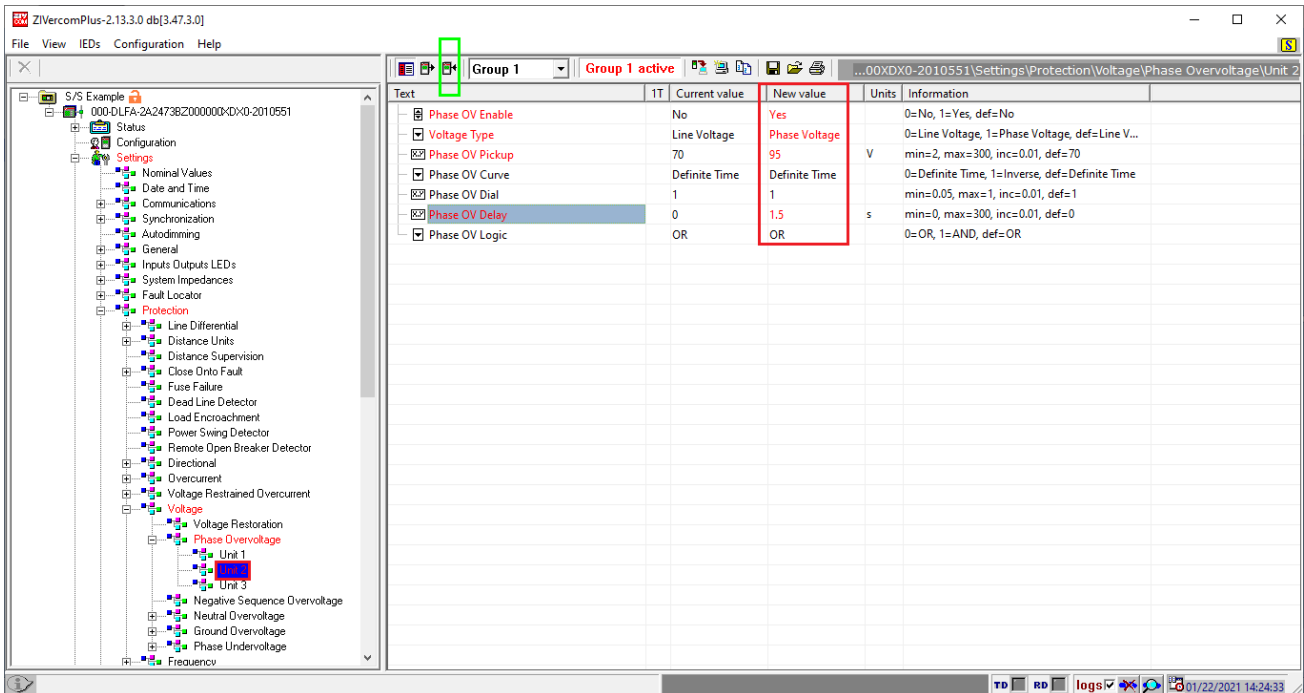 ZIVercomPlus-2.13.3.0 db[3.47.3.0]
File View IEDs Configuration Help
S
Group 1 Group 1 active ...00XDX0-2010551\Settings\Protection\Voltage\Phase Overvoltage\Unit 2
S/S Example
000-DLFA-2A2473BZ000000XDX0-2010551
Status
Configuration
Settings
Nominal Values
Date and Time
Communications
Synchronization
Autodimming
General
Inputs Outputs LEDs
System Impedances
Fault Locator
Protection
Line Differential
Distance Units
Distance Supervision
Close Onto Fault
Fuse Failure
Dead Line Detector
Load Encroachment
Power Swing Detector
Remote Open Breaker Detector
Directional
Overcurrent
Voltage Restrained Overcurrent
Voltage
Voltage Restoration
Phase Overvoltage
Unit 1
Unit 2
Unit 3
Negative Sequence Overvoltage
Neutral Overvoltage
Ground Overvoltage
Phase Undervoltage
Frequency
Text 1T Current value New value Units Information
Phase OV Enable No Yes 0=No, 1=Yes, def=No
Voltage Type Line Voltage Phase Voltage 0=Line Voltage, 1=Phase Voltage, def=Line V...
Phase OV Pickup 70 95 V min=2, max=300, inc=0.01, def=70
Phase OV Curve Definite Time Definite Time 0=Definite Time, 1=Inverse, def=Definite Time
Phase OV Dial 1 1 min=0.05, max=1, inc=0.01, def=1
Phase OV Delay 0 1.5 s min=0, max=300, inc=0.01, def=0
Phase OV Logic OR OR 0=OR, 1=AND, def=OR
TD RD logs 01/22/2021 14:24:33